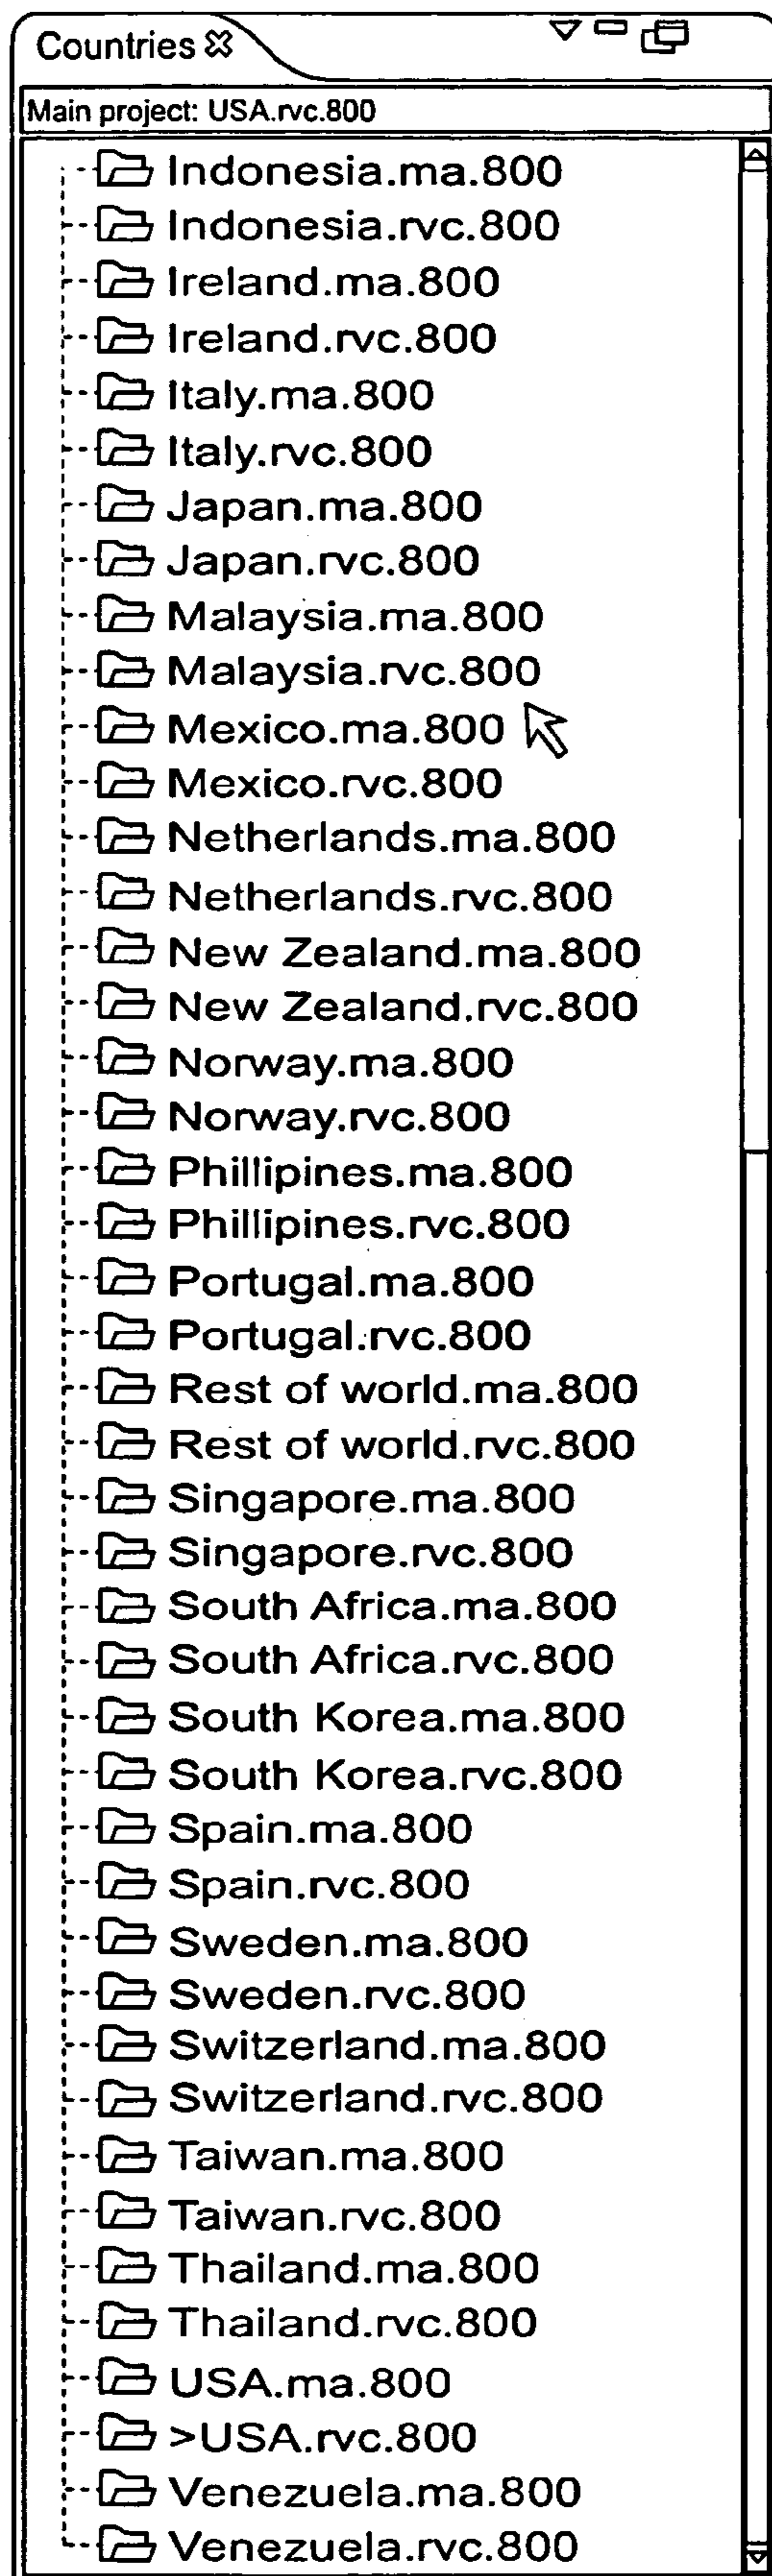 Countries
Main project: USA.rvc.800
Indonesia.ma.800
Indonesia.rvc.800
Ireland.ma.800
Ireland.rvc.800
Italy.ma.800
Italy.rvc.800
Japan.ma.800
Japan.rvc.800
Malaysia.ma.800
Malaysia.rvc.800
Mexico.ma.800
Mexico.rvc.800
Netherlands.ma.800
Netherlands.rvc.800
New Zealand.ma.800
New Zealand.rvc.800
Norway.ma.800
Norway.rvc.800
Phillipines.ma.800
Phillipines.rvc.800
Portugal.ma.800
Portugal.rvc.800
Rest of world.ma.800
Rest of world.rvc.800
Singapore.ma.800
Singapore.rvc.800
South Africa.ma.800
South Africa.rvc.800
South Korea.ma.800
South Korea.rvc.800
Spain.ma.800
Spain.rvc.800
Sweden.ma.800
Sweden.rvc.800
Switzerland.ma.800
Switzerland.rvc.800
Taiwan.ma.800
Taiwan.rvc.800
Thailand.ma.800
Thailand.rvc.800
USA.ma.800
>USA.rvc.800
Venezuela.ma.800
Venezuela.rvc.800